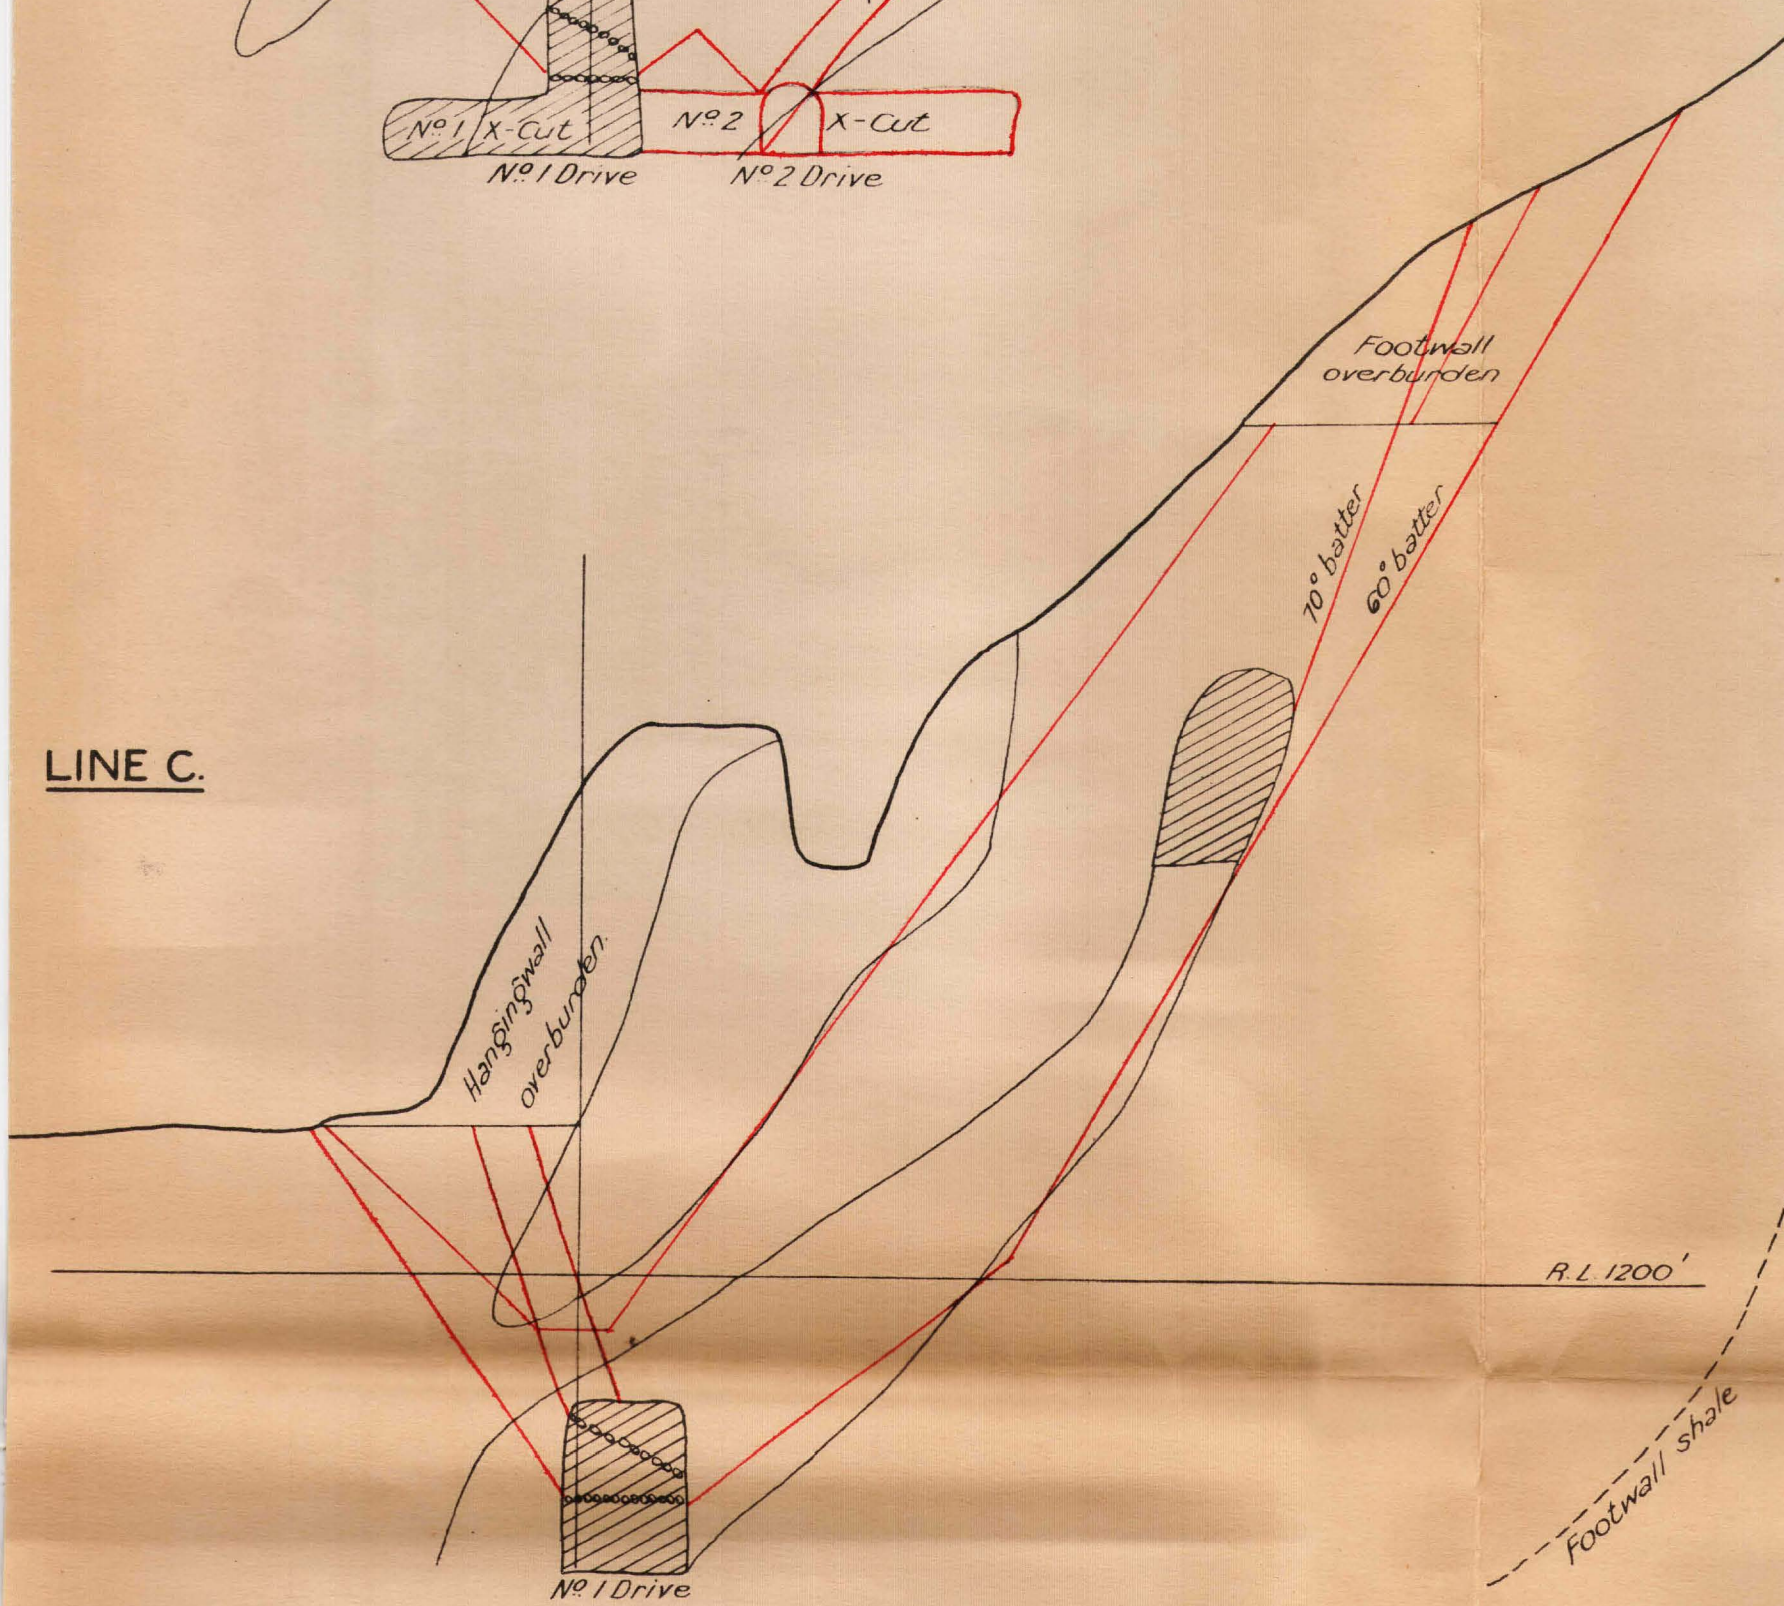 Nº 1 X-Cut
Nº 2 X-Cut
Nº 1 Drive
Nº 2 Drive
Footwall
overburden
70° batter
60° batter
LINE C.
Hangingwall
overburden.
R.L. 1200'
Footwall shale
Nº 1 Drive